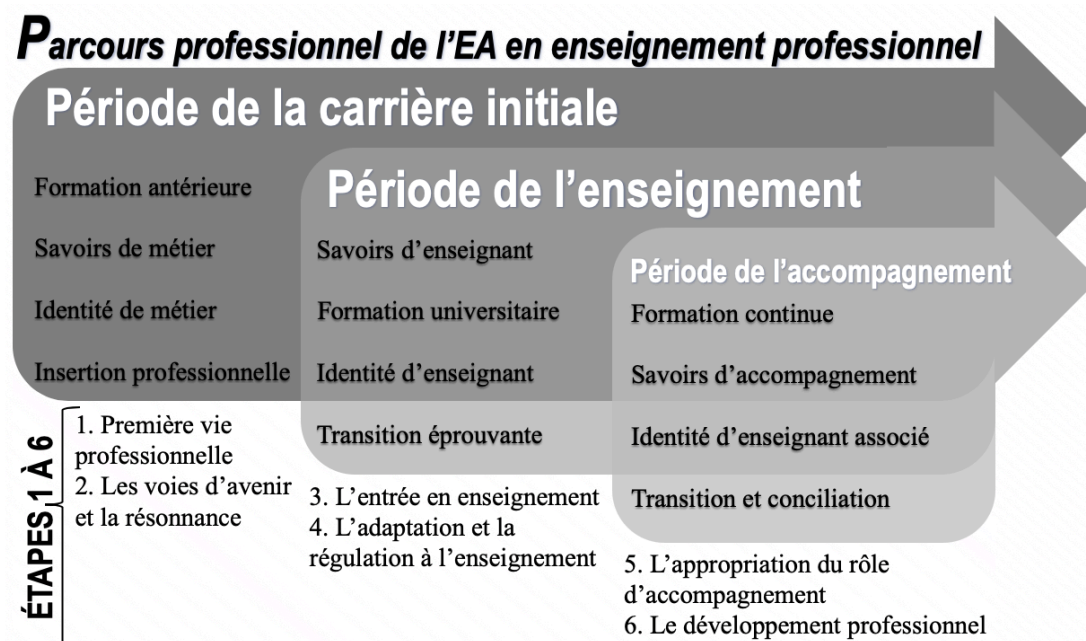 Parcours professionnel de l'EA en enseignement professionnel
Période de la carrière initiale
Formation antérieure
Savoirs de métier
Identité de métier
Insertion professionnelle
Période de l'enseignement
Savoirs d'enseignant
Formation universitaire
Identité d'enseignant
Transition éprouvante
Période de l'accompagnement
Formation continue
Savoirs d'accompagnement
Identité d'enseignant associé
Transition et conciliation
ÉTAPES 1 À 6
1. Première vie
professionnelle
2. Les voies d'avenir
et la résonnance
3. L'entrée en enseignement
4. L'adaptation et la
régulation à l'enseignement
5. L'appropriation du rôle
d'accompagnement
6. Le développement professionnel